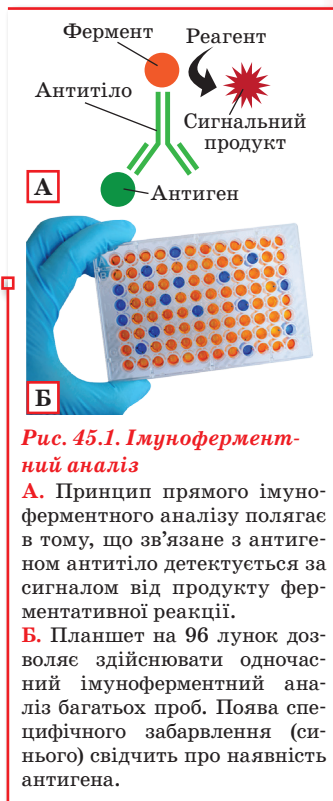 Фермент
Реагент
Антитіло
Сигнальний
продукт
Антиген
А
Б
Рис. 45.1. Імунофермент-
ний аналіз
А. Принцип прямого імуно-
ферментного аналізу полягає
в тому, що зв’язане з антиге-
ном антитіло детектується за
сигналом від продукту фер-
ментативної реакції.
Б. Планшет на 96 лунок доз-
воляє здійснювати одночас-
ний імуноферментний ана-
ліз багатьох проб. Поява спе-
цифічного забарвлення (си-
нього) свідчить про наявність
антигена.